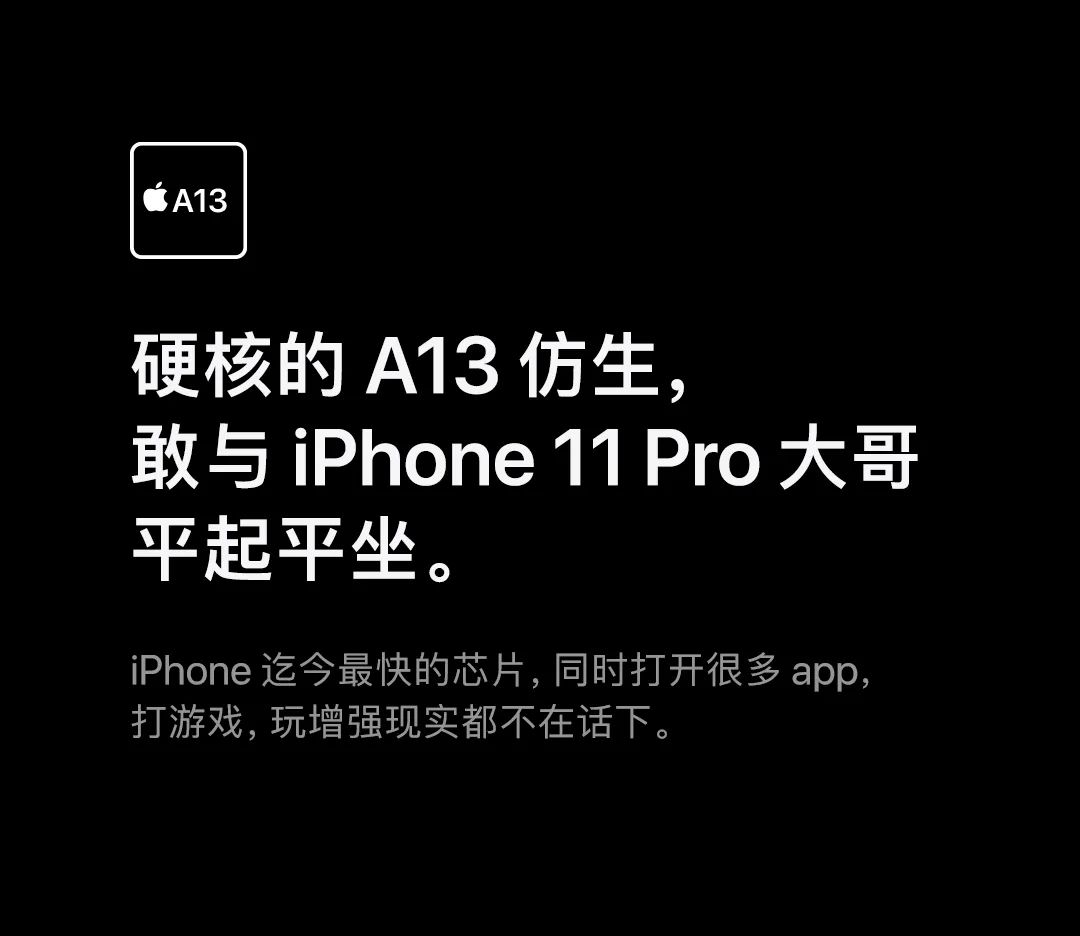 A13
硬核的 A13 仿生，
敢与 iPhone 11 Pro 大哥
平起平坐。
iPhone 迄今最快的芯片，同时打开很多 app，
打游戏，玩增强现实都不在话下。